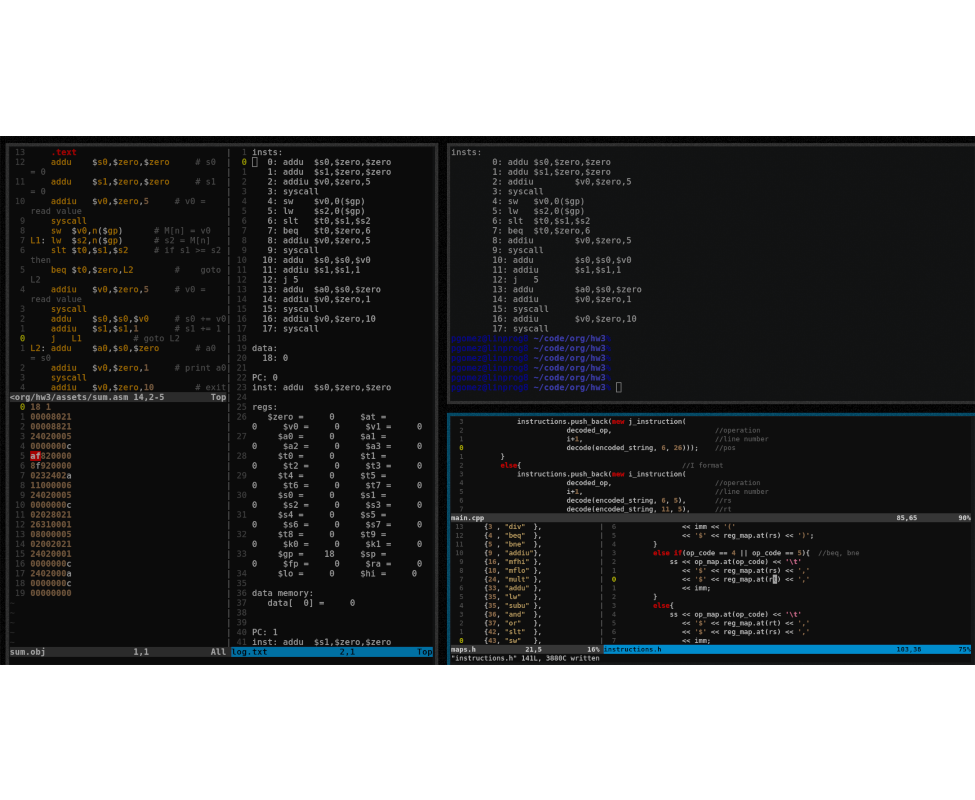 13     .text
12     addu    $s0,$zero,$zero     # s0
= 0
11     addu    $s1,$zero,$zero     # s1
= 0
10     addiu   $v0,$zero,5     # v0 =
read value
9     syscall
8     sw  $v0,n($gp)      # M[n] = v0
7 L1: lw  $s2,n($gp)      # s2 = M[n]
6     slt $t0,$s1,$s2     # if s1 >= s2
then
5     beq $t0,$zero,L2        #    goto
L2
4     addiu   $v0,$zero,5     # v0 =
read value
3     syscall
2     addu    $s0,$s0,$v0     # s0 += v0
1     addiu   $s1,$s1,1       # s1 += 1
0     j   L1          # goto L2
1 L2: addu    $a0,$s0,$zero       # a0
= s0
2     addiu   $v0,$zero,1     # print a0
3     syscall
4     addiu   $v0,$zero,10        # exit
<org/hw3/assets/sum.asm 14,2-5         Top
0 18 1
1 00008021
2 00008821
3 24020005
4 0000000c
5 af820000
6 8f920000
7 0232402a
8 11000006
9 24020005
10 0000000c
11 02028021
12 26310001
13 08000005
14 02002021
15 24020001
16 0000000c
17 2402000a
18 0000000c
19 00000000
~
~
~
~
~
sum.obj                 1,1            All
1 insts:
0    0: addu  $s0,$zero,$zero
1    1: addu  $s1,$zero,$zero
2    2: addiu $v0,$zero,5
3    3: syscall
4    4: sw    $v0,0($gp)
5    5: lw    $s2,0($gp)
6    6: slt   $t0,$s1,$s2
7    7: beq   $t0,$zero,6
8    8: addiu $v0,$zero,5
9    9: syscall
10   10: addu  $s0,$s0,$v0
11   11: addiu $s1,$s1,1
12   12: j 5
13   13: addu  $a0,$s0,$zero
14   14: addiu $v0,$zero,1
15   15: syscall
16   16: addiu $v0,$zero,10
17   17: syscall
18
19 data:
20   18: 0
21
22 PC: 0
23 inst: addu  $s0,$zero,$zero
24
25 regs:
26    $zero =     0     $at =
0     $v0 =     0     $v1 =     0
27      $a0 =     0     $a1 =
0     $a2 =     0     $a3 =     0
28      $t0 =     0     $t1 =
0     $t2 =     0     $t3 =     0
29      $t4 =     0     $t5 =
0     $t6 =     0     $t7 =     0
30      $s0 =     0     $s1 =
0     $s2 =     0     $s3 =     0
31      $s4 =     0     $s5 =
0     $s6 =     0     $s7 =     0
32      $t8 =     0     $t9 =
0     $k0 =     0     $k1 =     0
33      $gp =    18     $sp =
0     $fp =     0     $ra =     0
34      $lo =     0     $hi =     0
35
36 data memory:
37    data[  0] =     0
38
39
40 PC: 1
41 inst: addu  $s1,$zero,$zero
log.txt              2,1            Top
insts:
0: addu $s0,$zero,$zero
1: addu $s1,$zero,$zero
2: addiu        $v0,$zero,5
3: syscall
4: sw   $v0,0($gp)
5: lw   $s2,0($gp)
6: slt  $t0,$s1,$s2
7: beq  $t0,$zero,6
8: addiu        $v0,$zero,5
9: syscall
10: addu        $s0,$s0,$v0
11: addiu       $s1,$s1,1
12: j   5
13: addu        $a0,$s0,$zero
14: addiu       $v0,$zero,1
15: syscall
16: addiu       $v0,$zero,10
17: syscall
~/code/org/hw3
~/code/org/hw3
~/code/org/hw3
~/code/org/hw3
~/code/org/hw3
~/code/org/hw3
3             instructions.push_back(new j_instruction(
2                         decoded_op,                         //operation
1                         i+1,                                //line number
0                         decode(encoded_string, 6, 26)));    //pos
1         }
2         else{                                       //I format
3             instructions.push_back(new i_instruction(
4                         decoded_op,                         //operation
5                         i+1,                                //line number
6                         decode(encoded_string, 6, 5),       //rs
7                         decode(encoded_string, 11, 5),      //rt
main.cpp                                                 85,65         90%
13     {3 , "div"  },
12     {4 , "beq"  },
11     {5 , "bne"  },
10     {9 , "addiu"},
9     {16, "mfhi" },
8     {18, "mflo" },
7     {24, "mult" },
6     {33, "addu" },
5     {35, "lw"   },
4     {35, "subu" },
3     {36, "and"  },
2     {37, "or"   },
1     {42, "slt"  },
0     {43, "sw"   },
maps.h            21,5           16%
6                 << imm << '('
5                 << '$' << reg_map.at(rs) << ')';
4         }
3         else if(op_code == 4 || op_code == 5){  //beq, bne
2             ss << op_map.at(op_code) << '\t'
1                 << '$' << reg_map.at(rs) << ','
0                 << '$' << reg_map.at(rt) << ','
1                 << imm;
2         }
3         else{
4             ss << op_map.at(op_code) << '\t'
5                 << '$' << reg_map.at(rt) << ','
6                 << '$' << reg_map.at(rs) << ','
7                 << imm;
instructions.h                                103,38         75%
"instructions.h" 141L, 3880C written